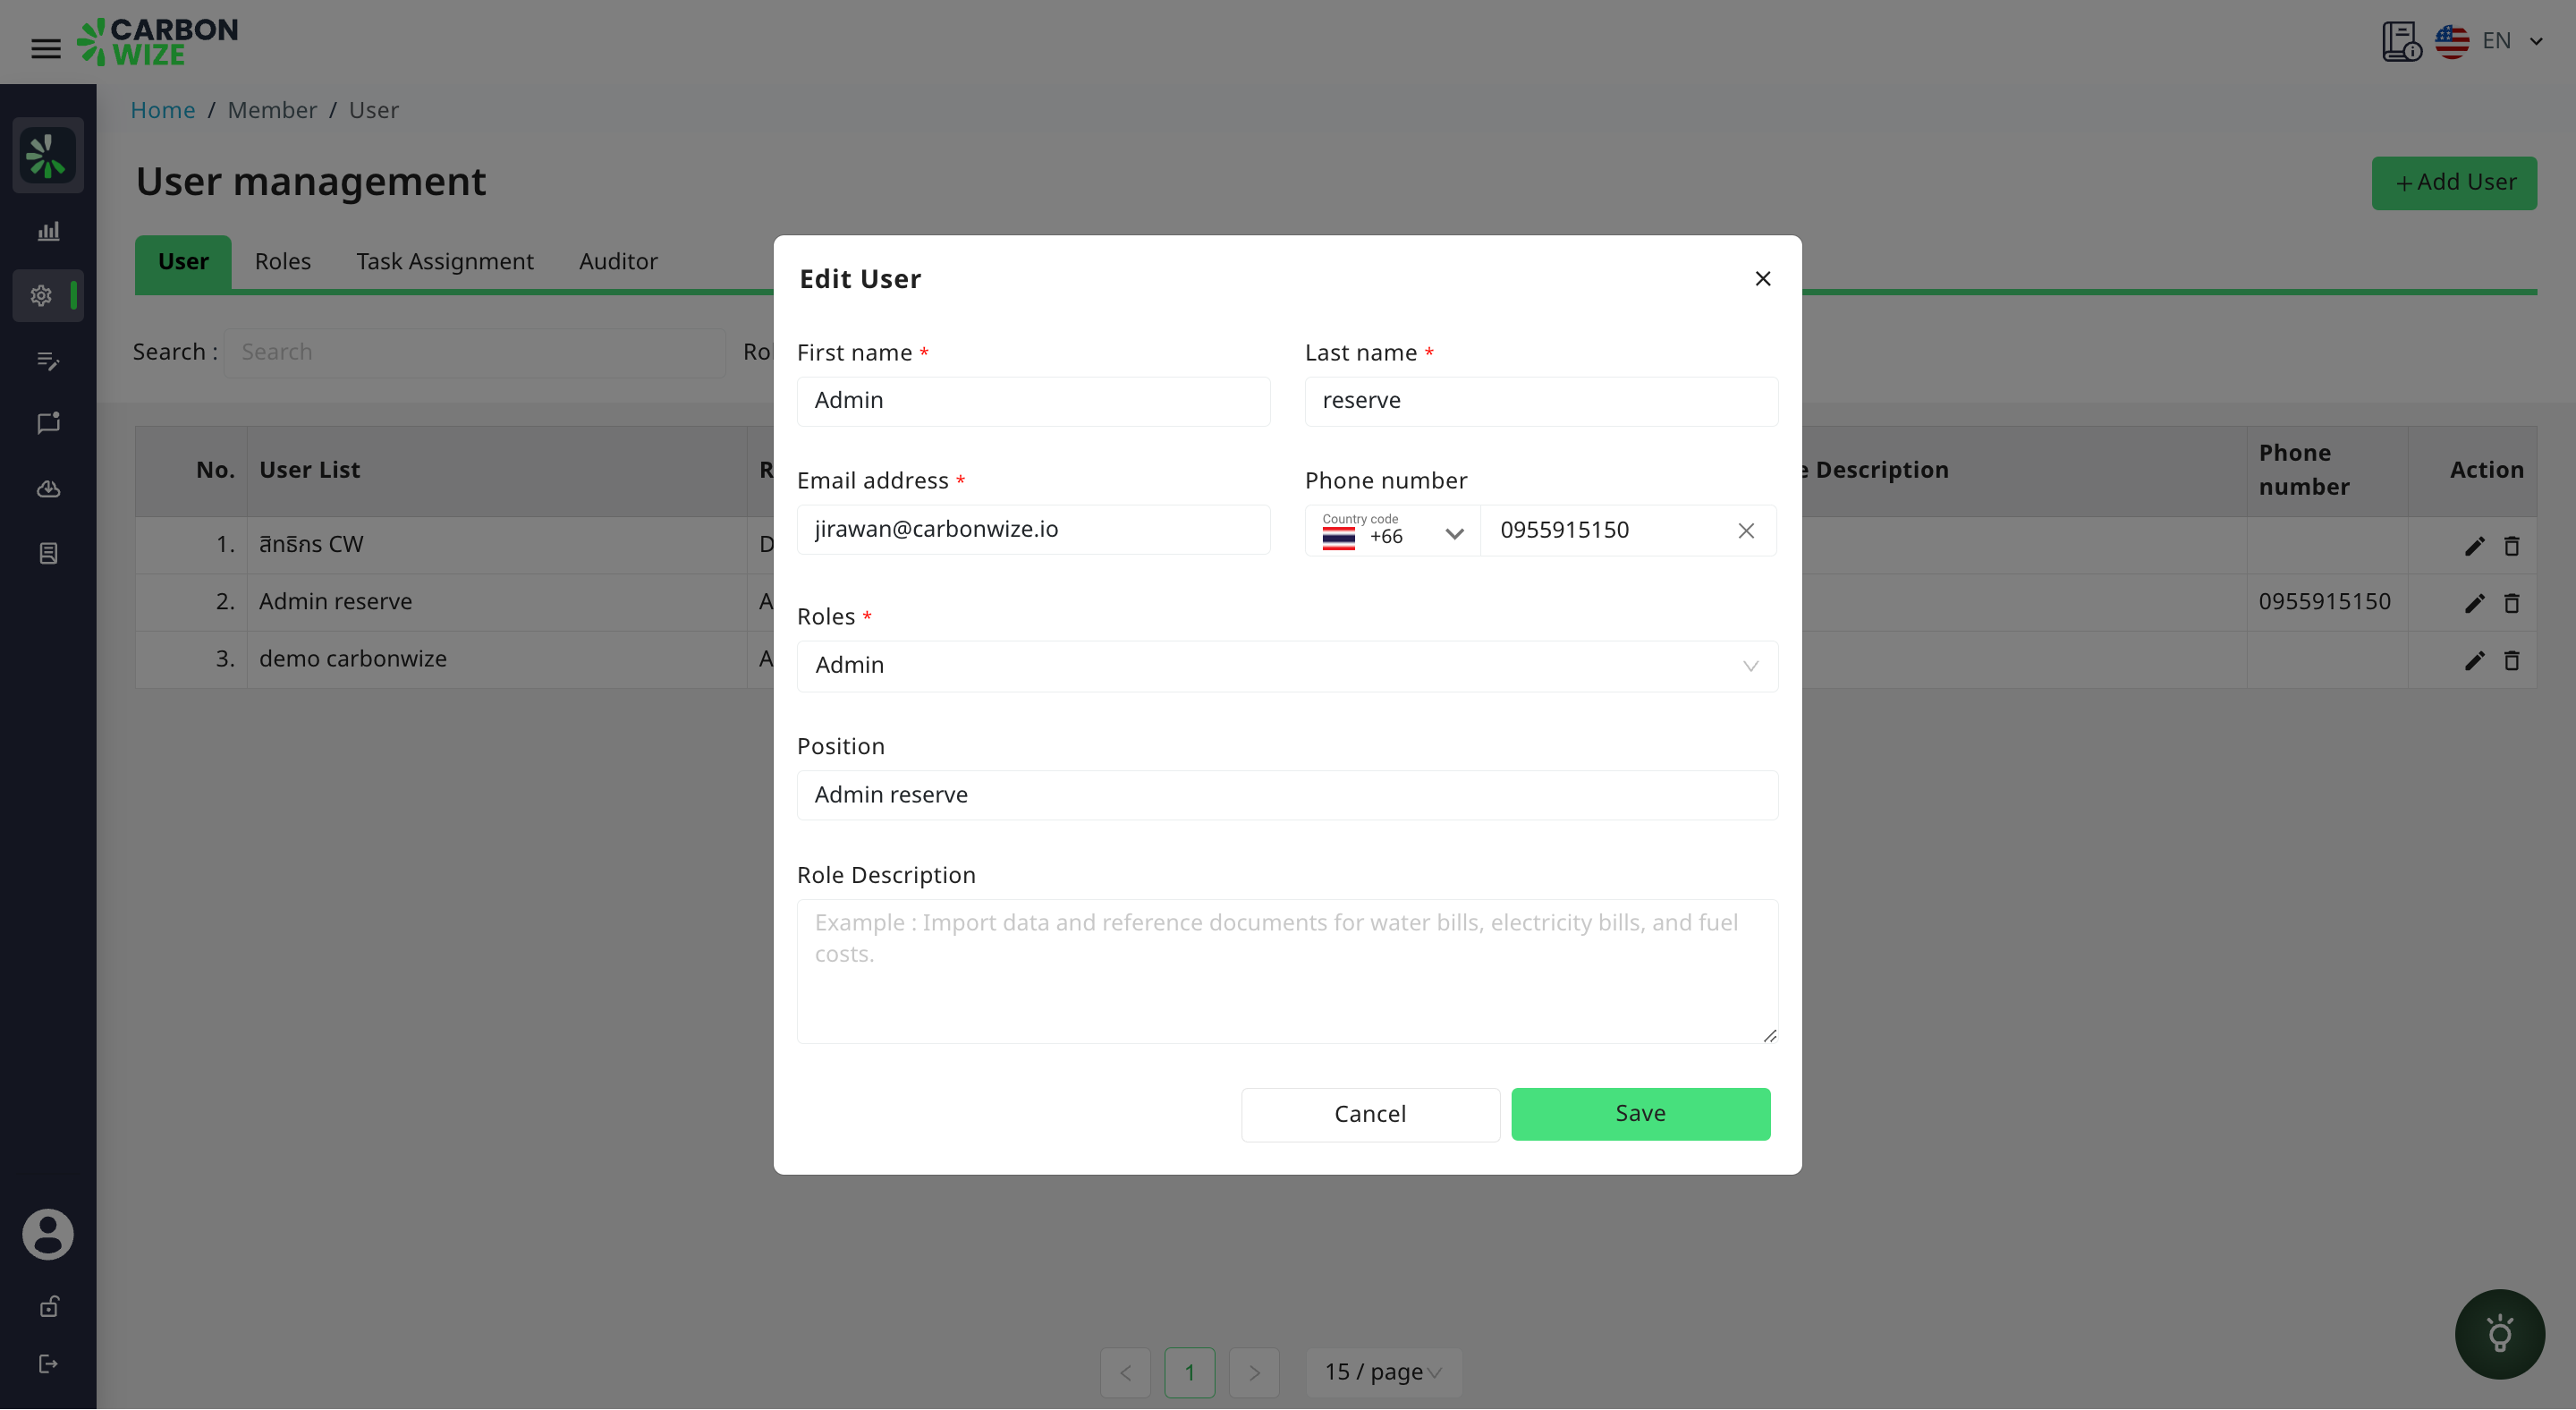 CARBON
WIZE
EN
Home / Member / User
User management
+ Add User
User Roles Task Assignment Auditor
Search : Search
No. User List
Description Phone number Action
1. สิทธิกร CW
2. Admin reserve 0955915150
3. demo carbonwize
Edit User
First name *
Last name *
Admin
reserve
Email address *
Phone number
jirawan@carbonwize.io
Country code
+66
0955915150
Roles *
Admin
Position
Admin reserve
Role Description
Example : Import data and reference documents for water bills, electricity bills, and fuel
costs.
Cancel
Save
< 1 > 15 / page